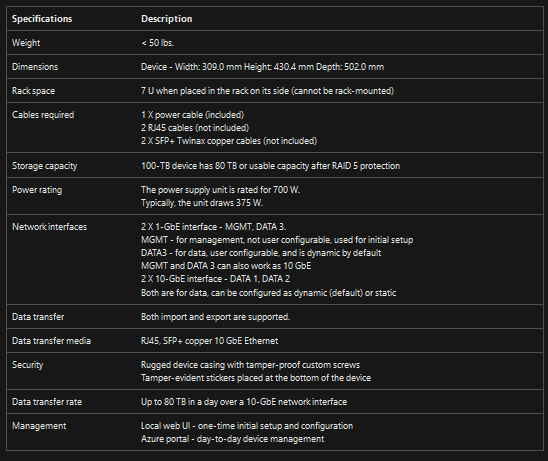 Specifications Description
Weight < 50 lbs.
Dimensions Device - Width: 309.0 mm Height: 430.4 mm Depth: 502.0 mm
Rack space 7 U when placed in the rack on its side (cannot be rack-mounted)
Cables required 1 X power cable (included)
2 RJ45 cables (not included)
2 X SFP+ Twinax copper cables (not included)
Storage capacity 100-TB device has 80 TB or usable capacity after RAID 5 protection
Power rating The power supply unit is rated for 700 W.
Typically, the unit draws 375 W.
Network interfaces 2 X 1-GbE interface - MGMT, DATA 3.
MGMT - for management, not user configurable, used for initial setup
DATA3 - for data, user configurable, and is dynamic by default
MGMT and DATA 3 can also work as 10 GbE
2 X 10-GbE interface - DATA 1, DATA 2
Both are for data, can be configured as dynamic (default) or static
Data transfer Both import and export are supported.
Data transfer media RJ45, SFP+ copper 10 GbE Ethernet
Security Rugged device casing with tamper-proof custom screws
Tamper-evident stickers placed at the bottom of the device
Data transfer rate Up to 80 TB in a day over a 10-GbE network interface
Management Local web UI - one-time initial setup and configuration
Azure portal - day-to-day device management